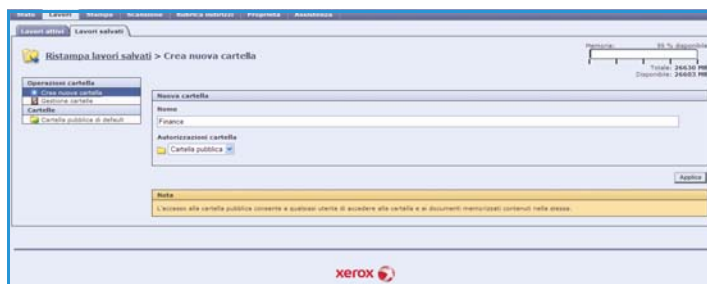 Stato Lavori Stampa Scansione Rubrica indirizzi Proprietà Assistenza
Lavori attivi Lavori salvati
Ristampa lavori salvati > Crea nuova cartella
Memoria: 99 % disponibile
Totale: 26630 MB
Disponibile: 26603 MB
Operazioni cartella
Crea nuova cartella
Gestione cartelle
Cartelle
Cartella pubblica di default
Nuova cartella
Nome
Finance
Autorizzazioni cartella
Cartella pubblica
Applica
Nota
L'accesso alla cartella pubblica consente a qualsiasi utente di accedere alla cartella e ai documenti memorizzati contenuti nella stessa.
xerox